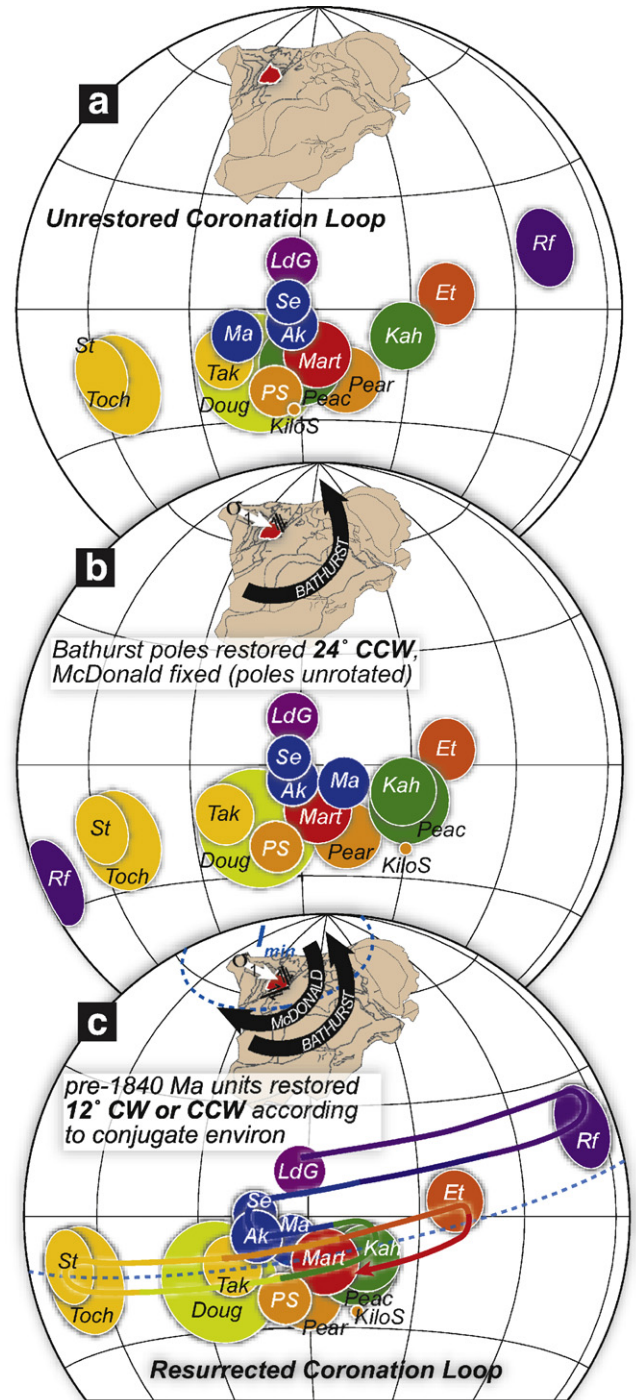 a
Unrestored Coronation Loop
LdG
Rf
Et
Se
Ma
Ak
Kah
St
Tak
Mart
Toch
PS
Pear
Doug
Peac
KiloS
b
σ1
BATHURST
Bathurst poles restored 24° CCW,
McDonald fixed (poles unrotated)
LdG
Et
Se
Ma
Ak
Kah
St
Tak
Mart
Peac
Toch
Doug
PS
Pear
KiloS
Rf
c
Imin
σ1
McDONALD
BATHURST
pre-1840 Ma units restored
12° CW or CCW according
to conjugate environ
Rf
LdG
Et
Se
Ma
Ak
Kah
St
Mart
Tak
Toch
Doug
PS
Peac
KiloS
Pear
Resurrected Coronation Loop